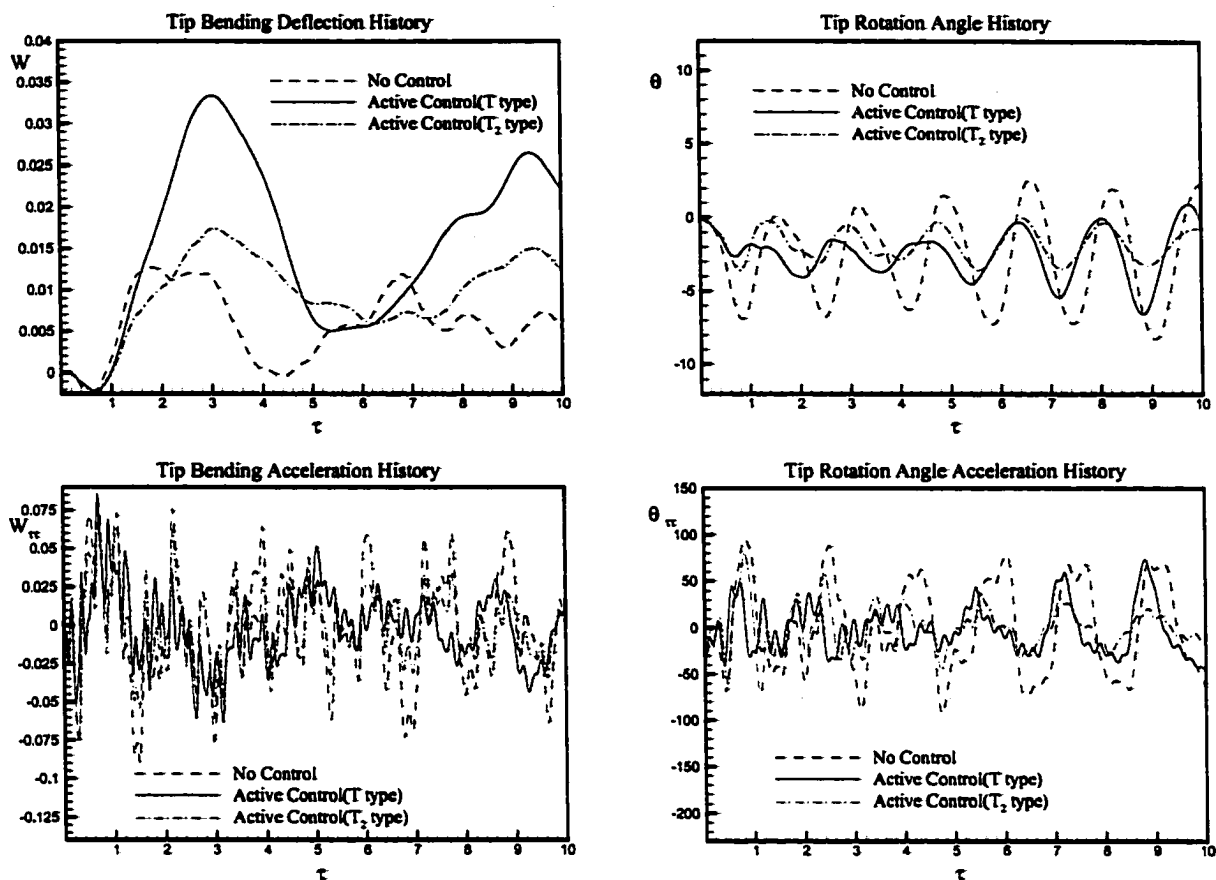 Tip Bending Deflection History
W
0.04
0.035
0.03
0.025
0.02
0.015
0.01
0.005
0
No Control
Active Control(T type)
Active Control(T₂ type)
1 2 3 4 5 6 7 8 9 10
τ
Tip Rotation Angle History
θ
10
5
0
-5
-10
No Control
Active Control(T type)
Active Control(T₂ type)
1 2 3 4 5 6 7 8 9 10
τ
Tip Bending Acceleration History
W_ττ
0.075
0.05
0.025
0
-0.025
-0.05
-0.075
-0.1
-0.125
No Control
Active Control(T type)
Active Control(T₂ type)
1 2 3 4 5 6 7 8 9 10
τ
Tip Rotation Angle Acceleration History
θ_ττ
150
100
50
0
-50
-100
-150
-200
No Control
Active Control(T type)
Active Control(T₂ type)
1 2 3 4 5 6 7 8 9 10
τ